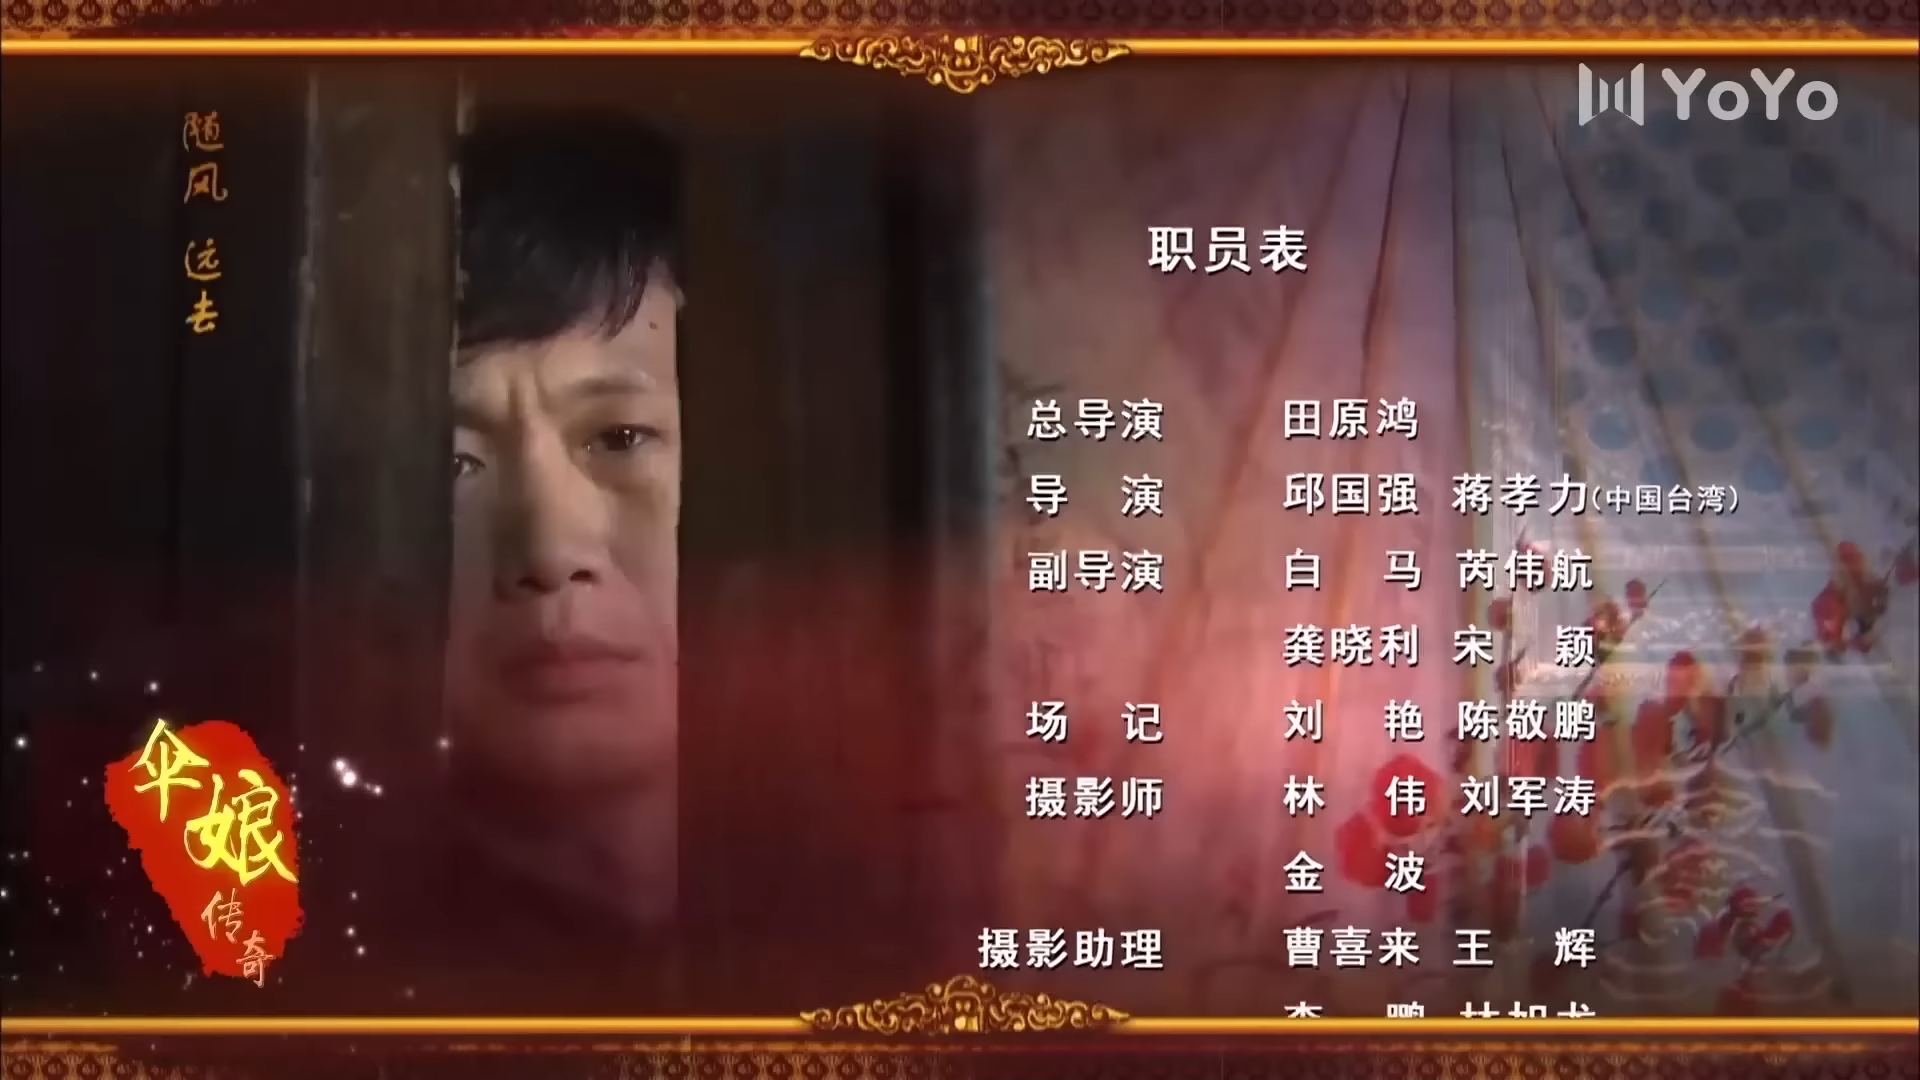 YoYo
随风 远去
职员表
总导演 田原鸿
导 演 邱国强 蒋孝力(中国台湾)
副导演 白 马 芮伟航
龚晓利 宋 颖
场 记 刘 艳 陈敬鹏
摄影师 林 伟 刘军涛
金 波
摄影助理 曹喜来 王 辉
伞娘
传奇